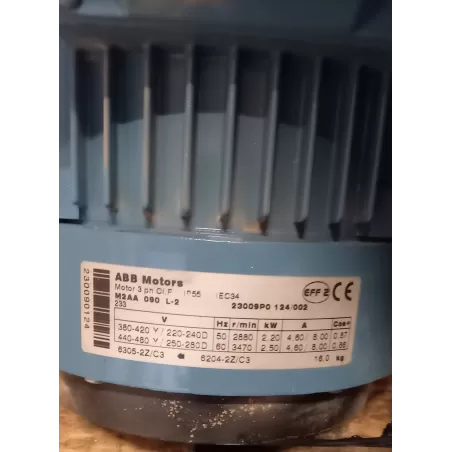 ABB Motors
Motor 3 ph Cl F IP55 IEC34
M2AA 090 L-2 23009P0 124/002
233
EFF 2 CE
V Hz r/min kW A Cosφ
380-420 Y / 220-240D 50 2880 2.20 4.60/ 8.00 0.87
440-480 Y / 250-280D 60 3470 2.50 4.60/ 8.00 0.86
6305-2Z/C3 6204-2Z/C3 16.0 kg
230090124